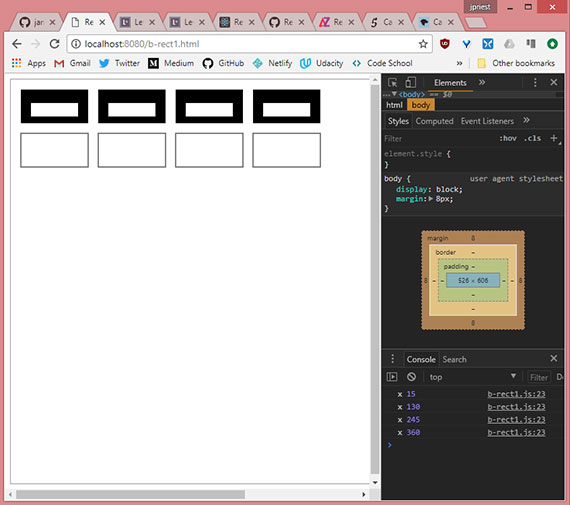 jpriest
jar
Re
Le
Le
Re
Re
Re
Ca
Ca
localhost:8080/b-rect1.html
Apps Gmail Twitter Medium GitHub Netlify Udacity Code School » Other bookmarks
Elements »
...▼<body> == $0
html body
Styles Computed Event Listeners »
Filter :hov .cls +
element.style {
}
body { user agent stylesheet
display: block;
margin:▶ 8px;
}
margin 8
border –
padding –
8 – – 526 × 606 – – 8
–
–
8
Console Search
top ▼ Filter De
x 15 b-rect1.js:23
x 130 b-rect1.js:23
x 245 b-rect1.js:23
x 360 b-rect1.js:23
>